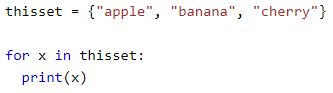 thisset = {"apple", "banana", "cherry"}

for x in thisset:
  print(x)